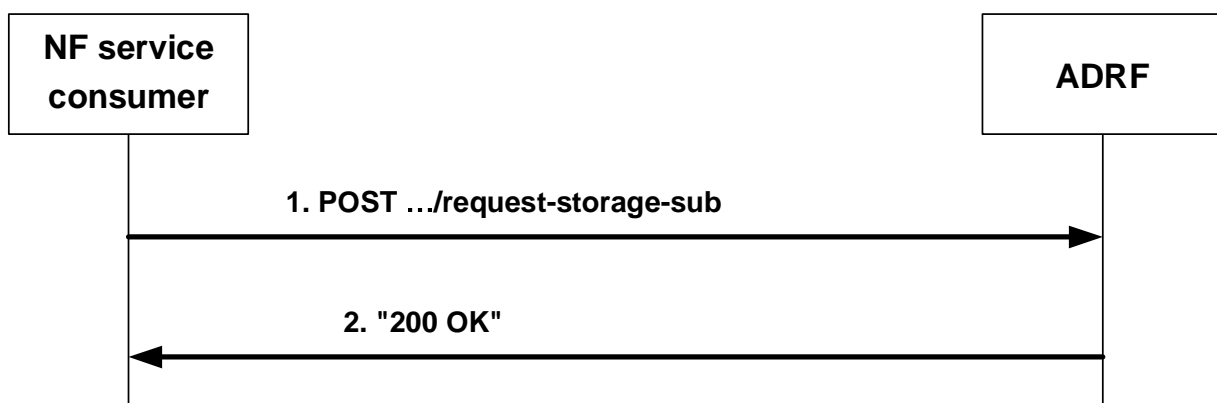 NF service
consumer
ADRF
1. POST …/request-storage-sub
2. "200 OK"